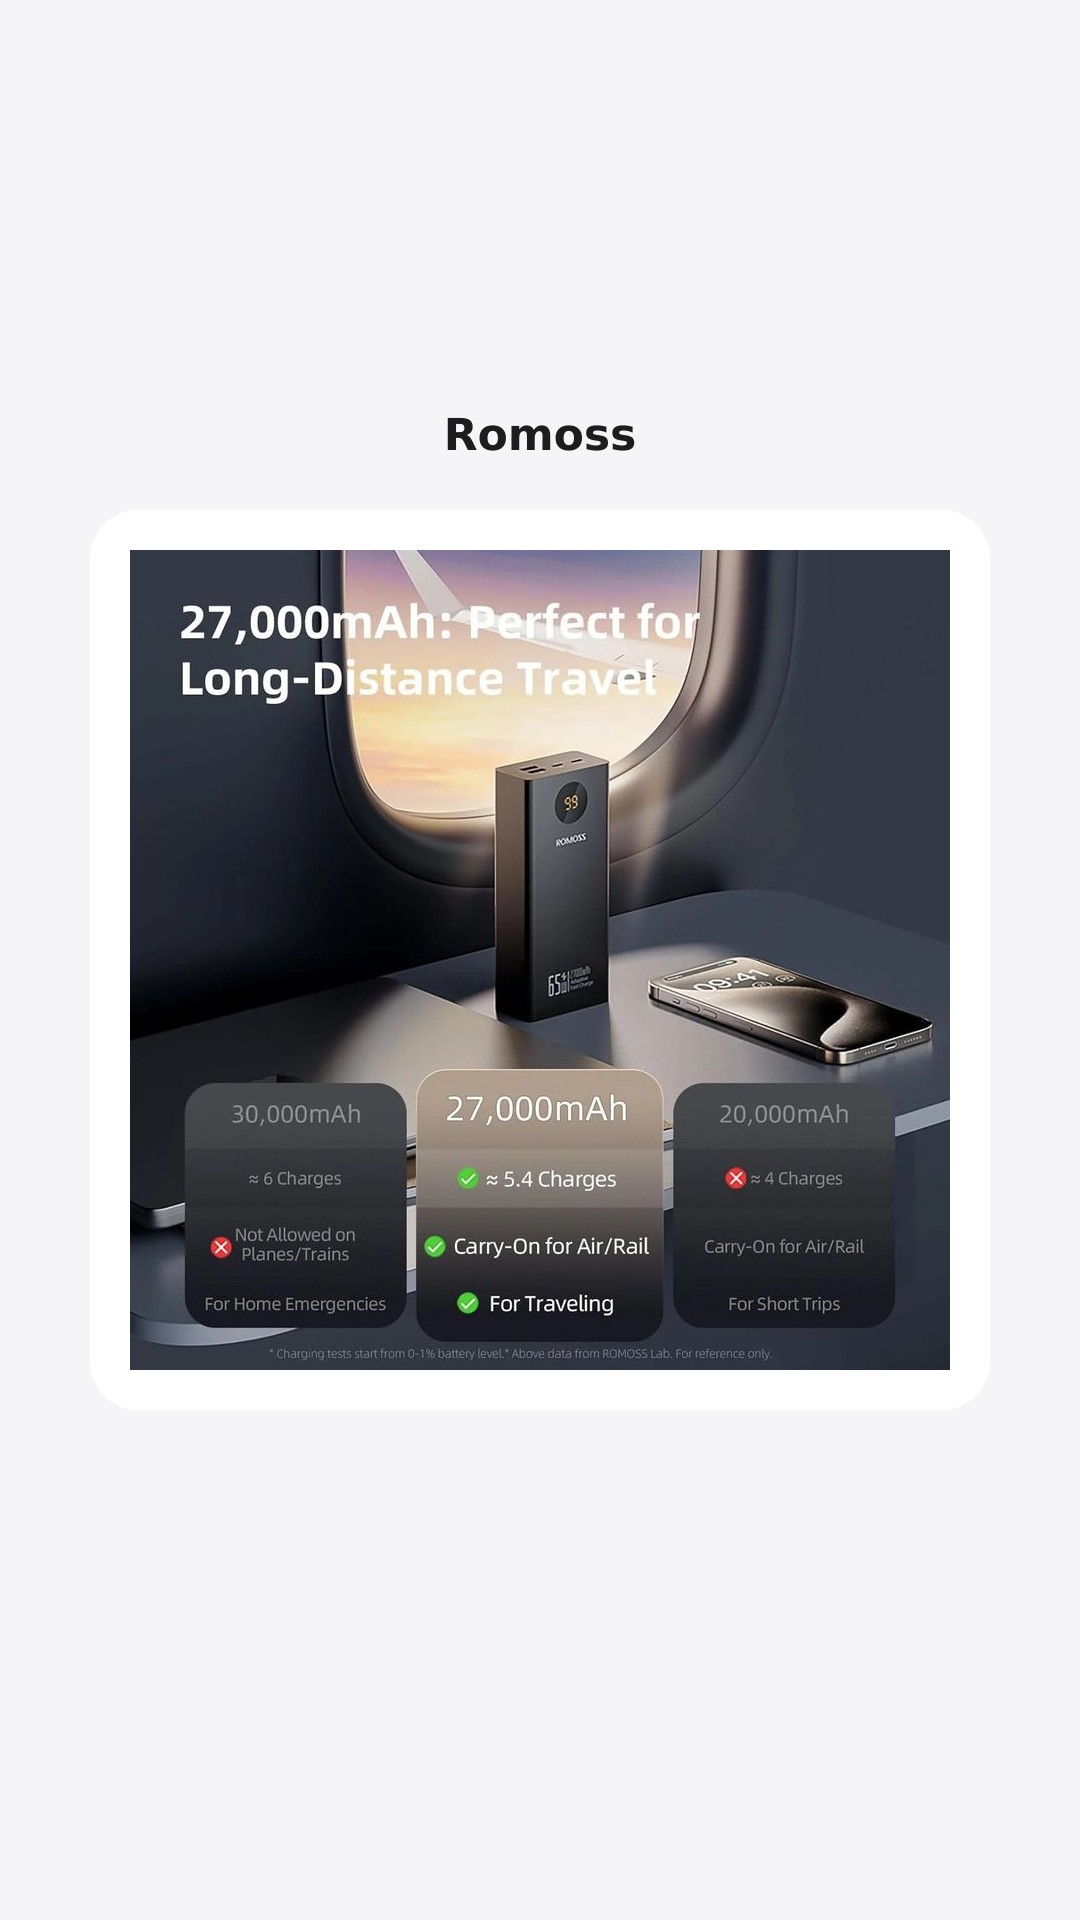 Romoss
27,000mAh: Perfect for
Long-Distance Travel
99
ROMOSS
65W
09:41
30,000mAh
≈ 6 Charges
Not Allowed on
Planes/Trains
For Home Emergencies
27,000mAh
≈ 5.4 Charges
Carry-On for Air/Rail
For Traveling
20,000mAh
≈ 4 Charges
Carry-On for Air/Rail
For Short Trips
* Charging tests start from 0-1% battery level.* Above data from ROMOSS Lab. For reference only.